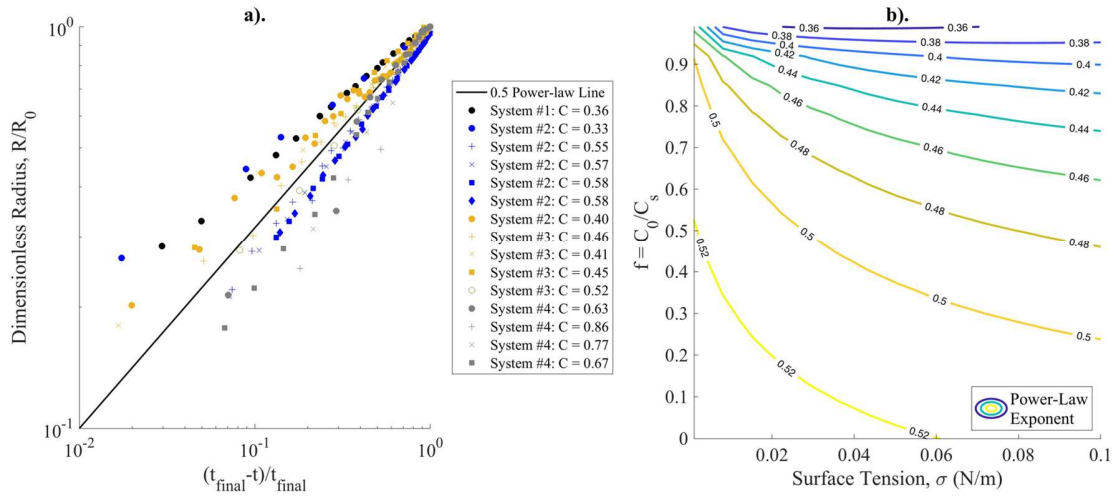 a).
Dimensionless Radius, R/R0
10^0
10^-1
10^-2
10^-1
10^0
(t_final-t)/t_final
0.5 Power-law Line
System #1: C = 0.36
System #2: C = 0.33
System #2: C = 0.55
System #2: C = 0.57
System #2: C = 0.58
System #2: C = 0.58
System #2: C = 0.40
System #3: C = 0.46
System #3: C = 0.41
System #3: C = 0.45
System #3: C = 0.52
System #4: C = 0.63
System #4: C = 0.86
System #4: C = 0.77
System #4: C = 0.67
b).
f = C0/Cs
0.9
0.8
0.7
0.6
0.5
0.4
0.3
0.2
0.1
0
0.36
0.36
0.38
0.38
0.38
0.4
0.4
0.4
0.42
0.42
0.42
0.44
0.44
0.44
0.46
0.46
0.46
0.48
0.48
0.48
0.5
0.5
0.5
0.52
0.52
0.52
Power-Law
Exponent
0.02
0.04
0.06
0.08
0.1
Surface Tension, σ (N/m)